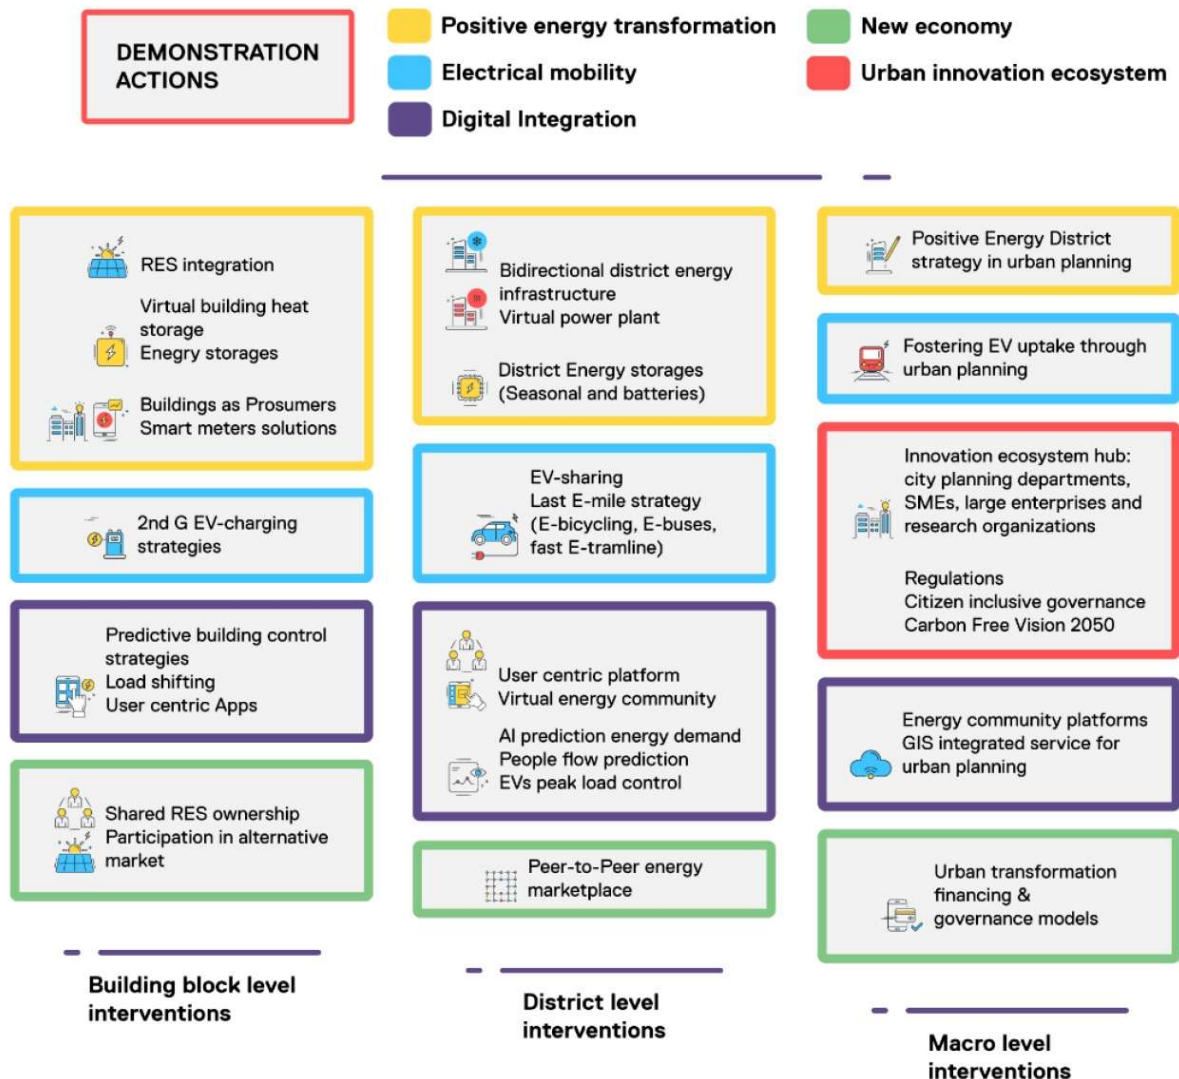 DEMONSTRATION
ACTIONS
Positive energy transformation
Electrical mobility
Digital Integration
New economy
Urban innovation ecosystem
RES integration
Virtual building heat
storage
Enegry storages
Buildings as Prosumers
Smart meters solutions
2nd G EV-charging
strategies
Predictive building control
strategies
Load shifting
User centric Apps
Shared RES ownership
Participation in alternative
market
Building block level
interventions
Bidirectional district energy
infrastructure
Virtual power plant
District Energy storages
(Seasonal and batteries)
EV-sharing
Last E-mile strategy
(E-bicycling, E-buses,
fast E-tramline)
User centric platform
Virtual energy community
AI prediction energy demand
People flow prediction
EVs peak load control
Peer-to-Peer energy
marketplace
District level
interventions
Positive Energy District
strategy in urban planning
Fostering EV uptake through
urban planning
Innovation ecosystem hub:
city planning departments,
SMEs, large enterprises and
research organizations
Regulations
Citizen inclusive governance
Carbon Free Vision 2050
Energy community platforms
GIS integrated service for
urban planning
Urban transformation
financing &
governance models
Macro level
interventions